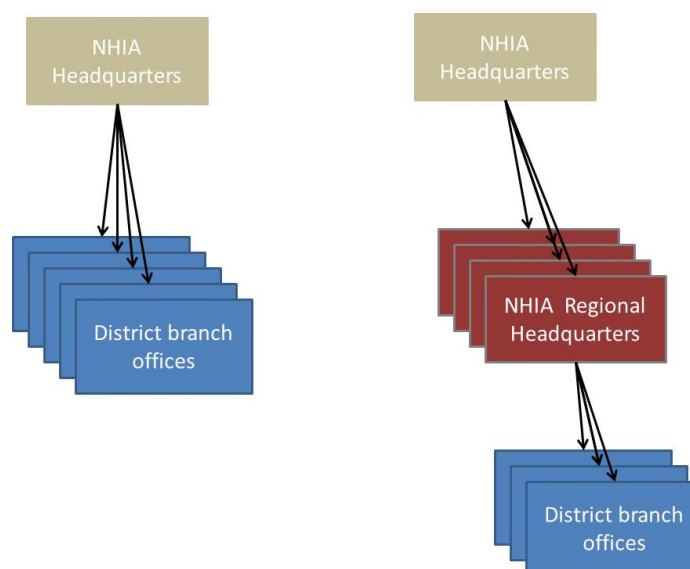 NHIA
Headquarters
District branch
offices
NHIA
Headquarters
NHIA Regional
Headquarters
District branch
offices